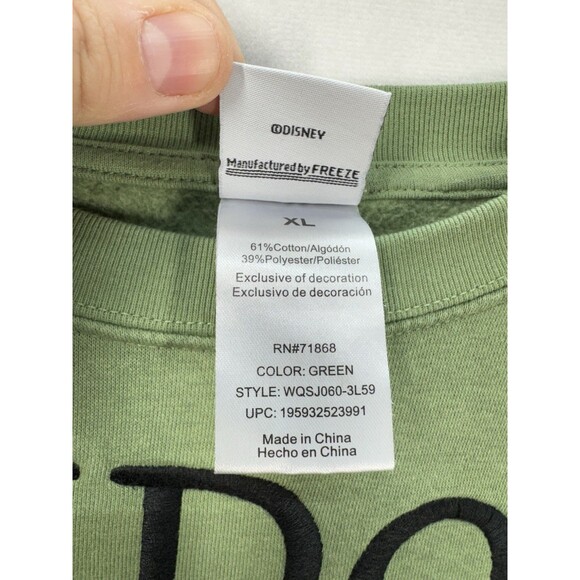 ©DISNEY
Manufactured by FREEZE
XL
61%Cotton/Algódón
39%Polyester/Poliéster
Exclusive of decoration
Exclusivo de decoración
RN#71868
COLOR: GREEN
STYLE: WQSJ060-3L59
UPC: 195932523991
Made in China
Hecho en China